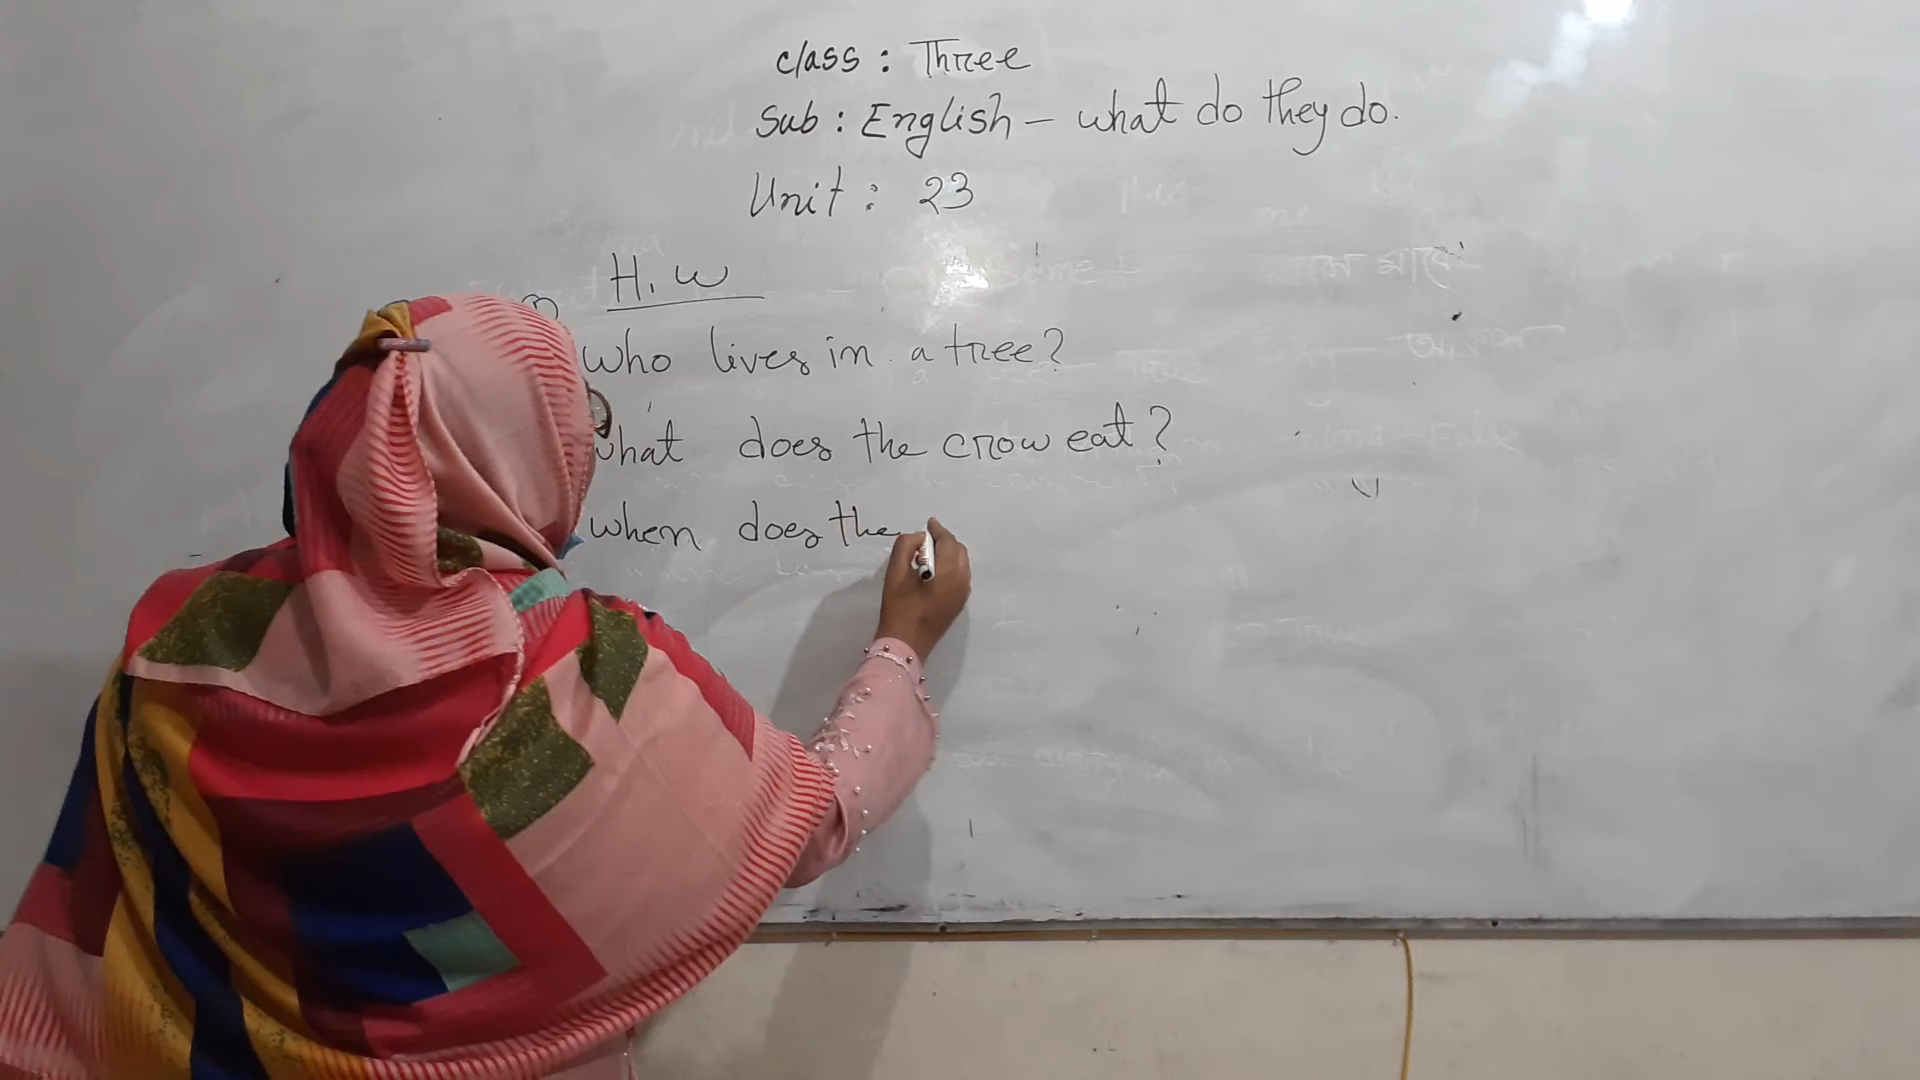 class : Three
Sub : English – what do they do.
Unit : 23
H. W
who lives in a tree?
what does the crow eat?
when does the